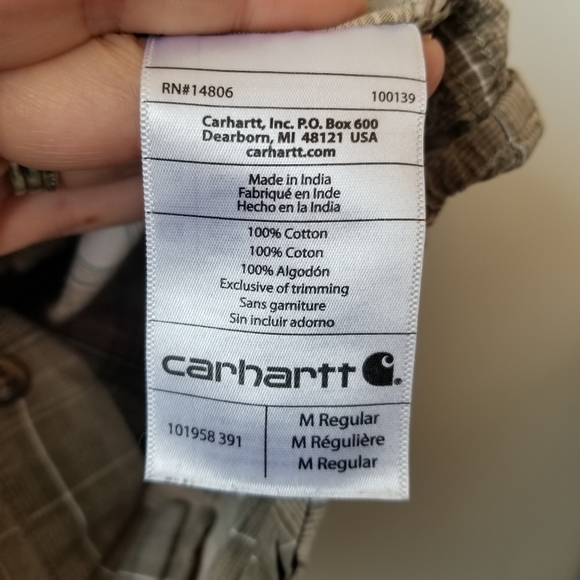 RN#14806 100139
Carhartt, Inc. P.O. Box 600
Dearborn, MI 48121 USA
carhartt.com
Made in India
Fabriqué en Inde
Hecho en la India
100% Cotton
100% Coton
100% Algodón
Exclusive of trimming
Sans garniture
Sin incluir adorno
carhartt
101958 391
M Regular
M Régulière
M Regular